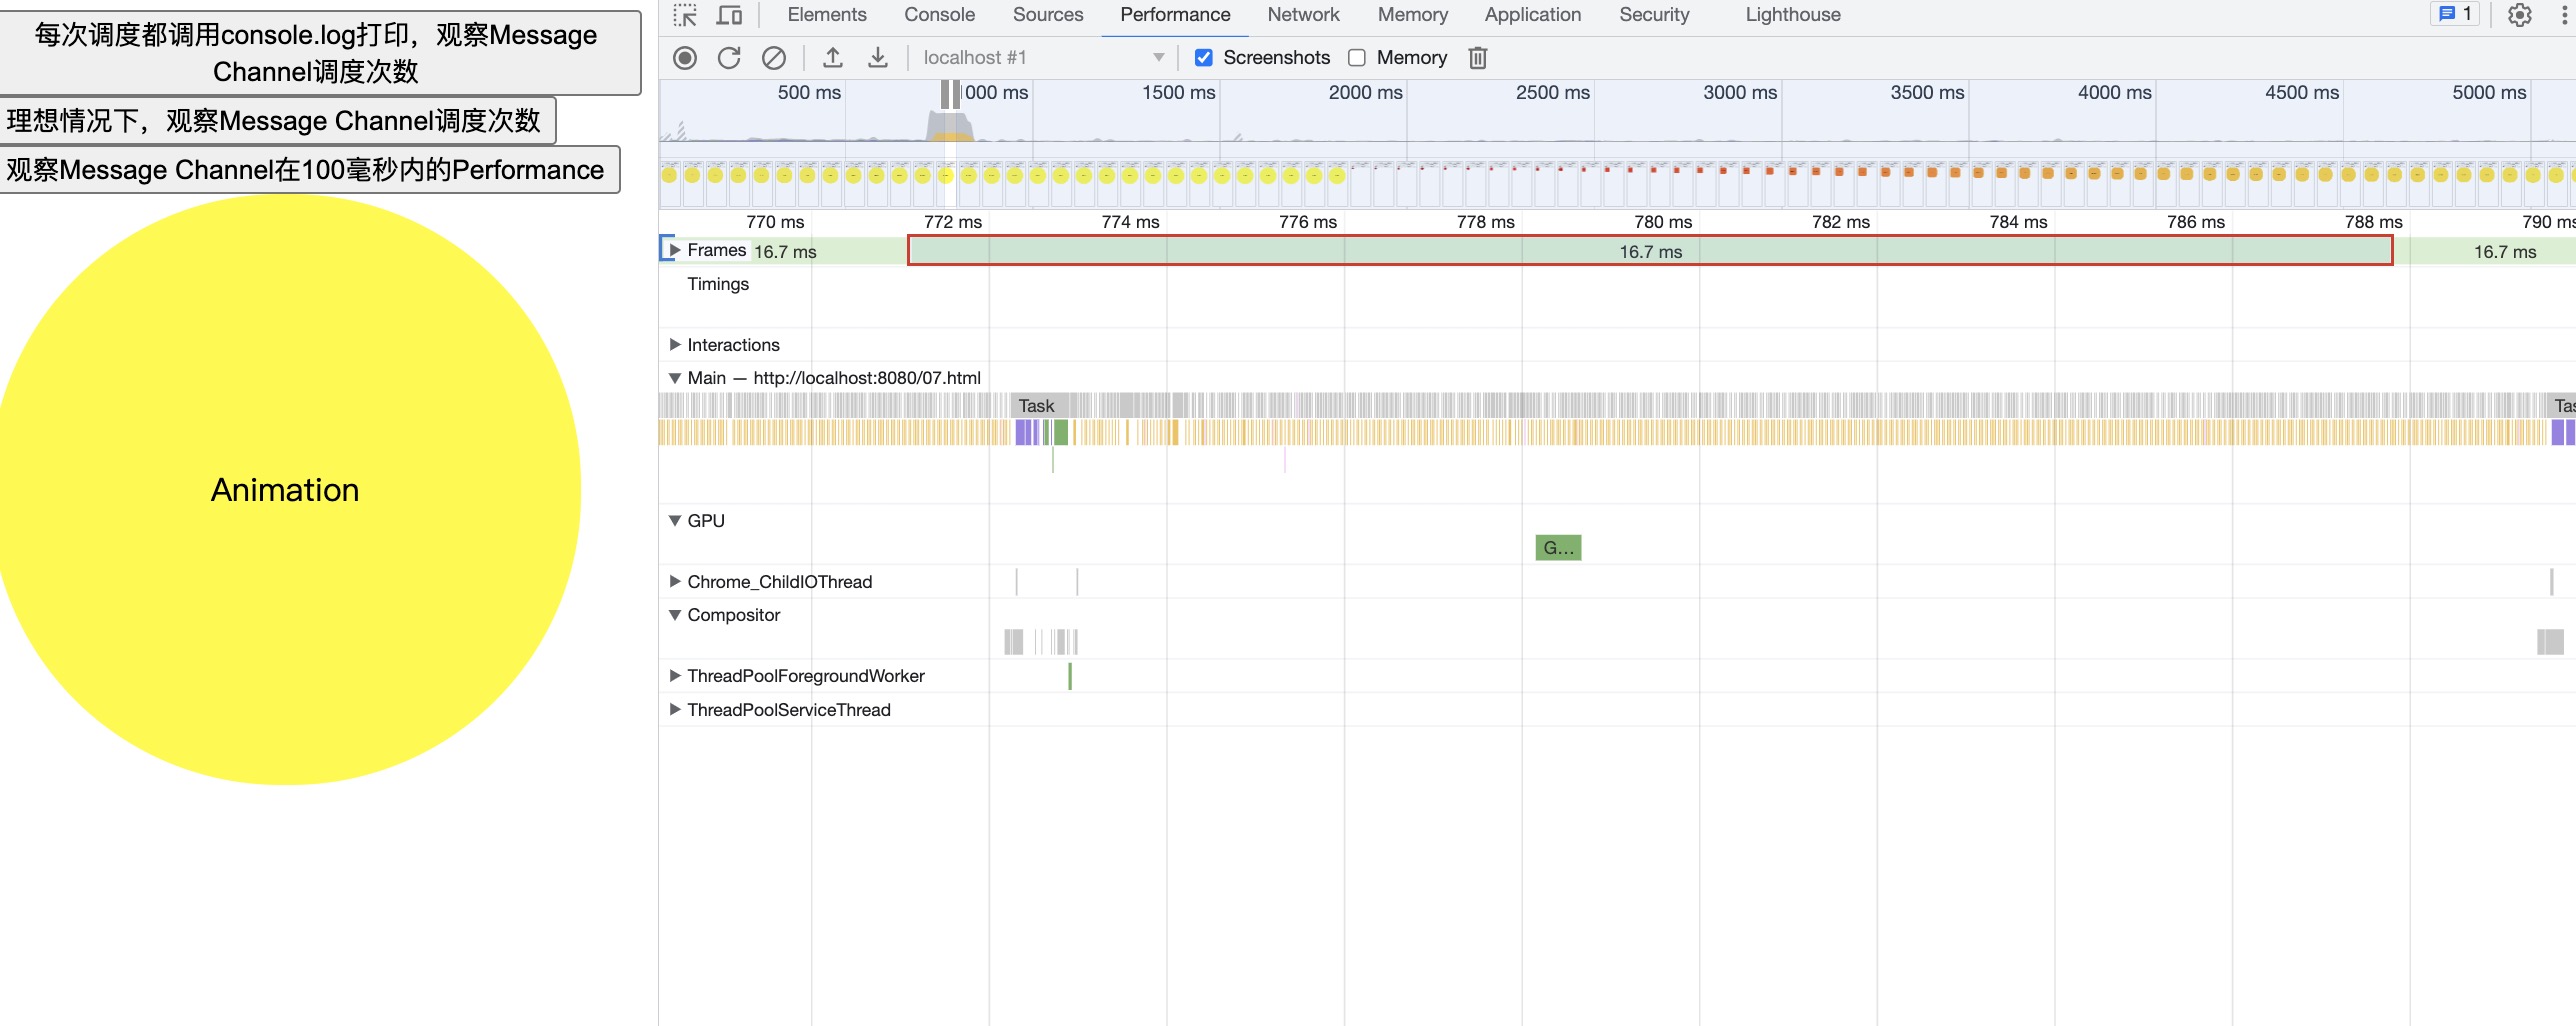 每次调度都调用console.log打印，观察Message
Channel调度次数
理想情况下，观察Message Channel调度次数
观察Message Channel在100毫秒内的Performance
Animation
Elements Console Sources Performance Network Memory Application Security Lighthouse 1
localhost #1 Screenshots Memory
500 ms 000 ms 1500 ms 2000 ms 2500 ms 3000 ms 3500 ms 4000 ms 4500 ms 5000 ms
770 ms 772 ms 774 ms 776 ms 778 ms 780 ms 782 ms 784 ms 786 ms 788 ms 790 ms
Frames 16.7 ms 16.7 ms 16.7 ms
Timings
Interactions
Main — http://localhost:8080/07.html
Task Tas
GPU
G...
Chrome_ChildIOThread
Compositor
ThreadPoolForegroundWorker
ThreadPoolServiceThread